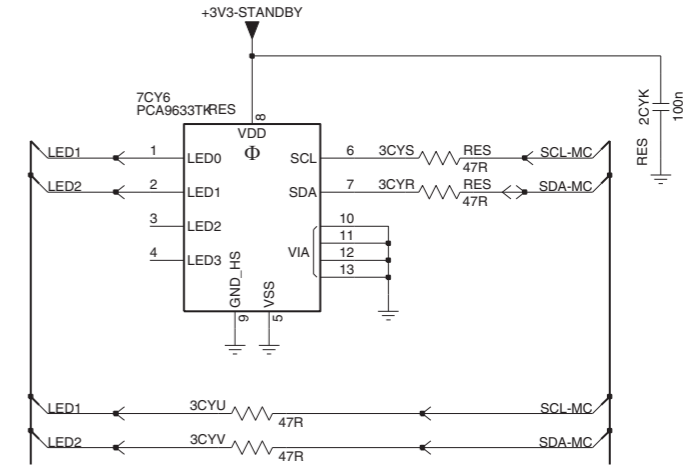 +3V3-STANDBY
7CY6
PCA9633TK RES
8
VDD
Φ
2CYK
100n
RES
LED1 1 LED0 SCL 6 3CYS RES 47R SCL-MC
LED2 2 LED1 SDA 7 3CYR RES 47R SDA-MC
3 LED2
4 LED3
VIA
10
11
12
13
GND_HS
VSS
9
5
LED1 3CYU 47R SCL-MC
LED2 3CYV 47R SDA-MC